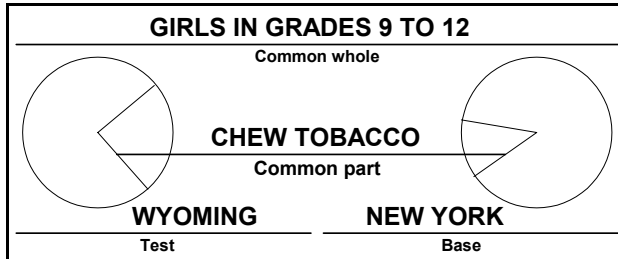 GIRLS IN GRADES 9 TO 12
Common whole
CHEW TOBACCO
Common part
WYOMING NEW YORK
Test Base